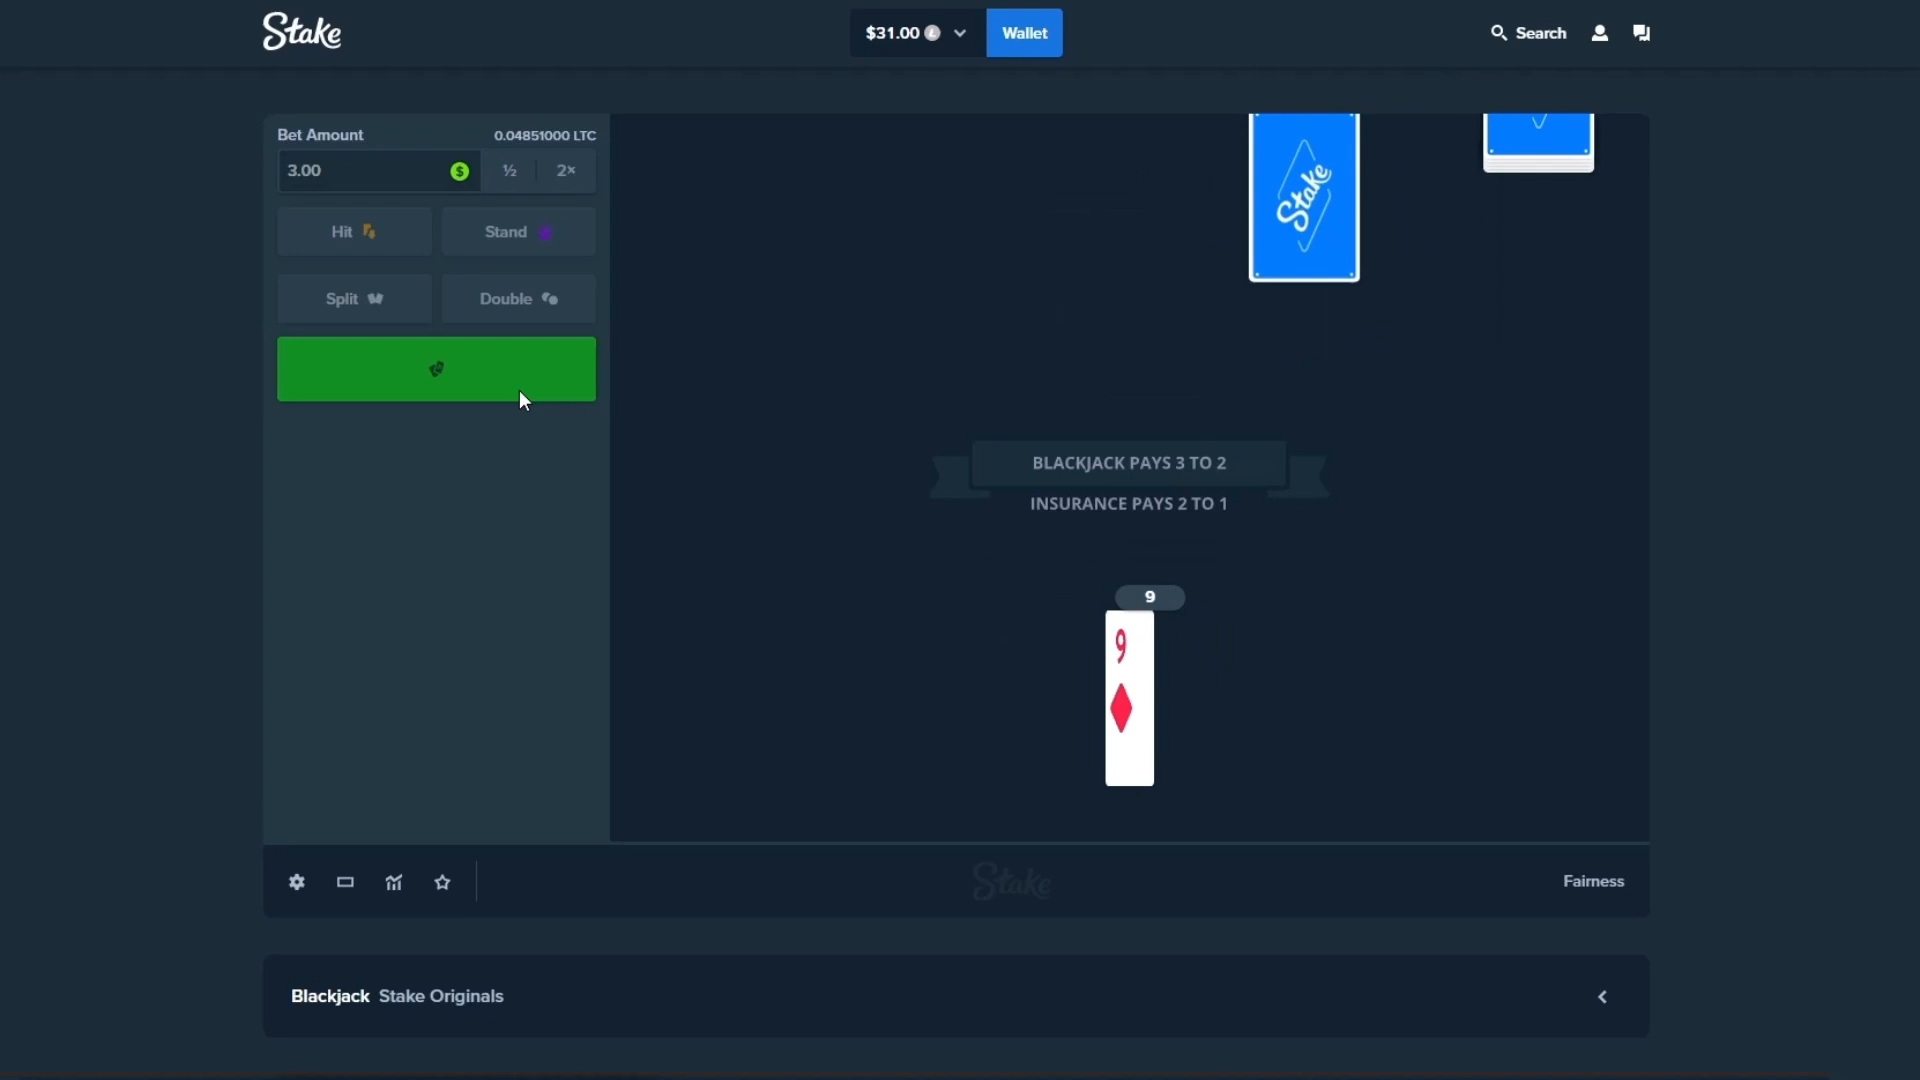 Stake
$31.00
Wallet
Search
Bet Amount
0.04851000 LTC
3.00
$
½
2×
Hit
Stand
Split
Double
Stake
BLACKJACK PAYS 3 TO 2
INSURANCE PAYS 2 TO 1
9
9
Stake
Fairness
Blackjack Stake Originals